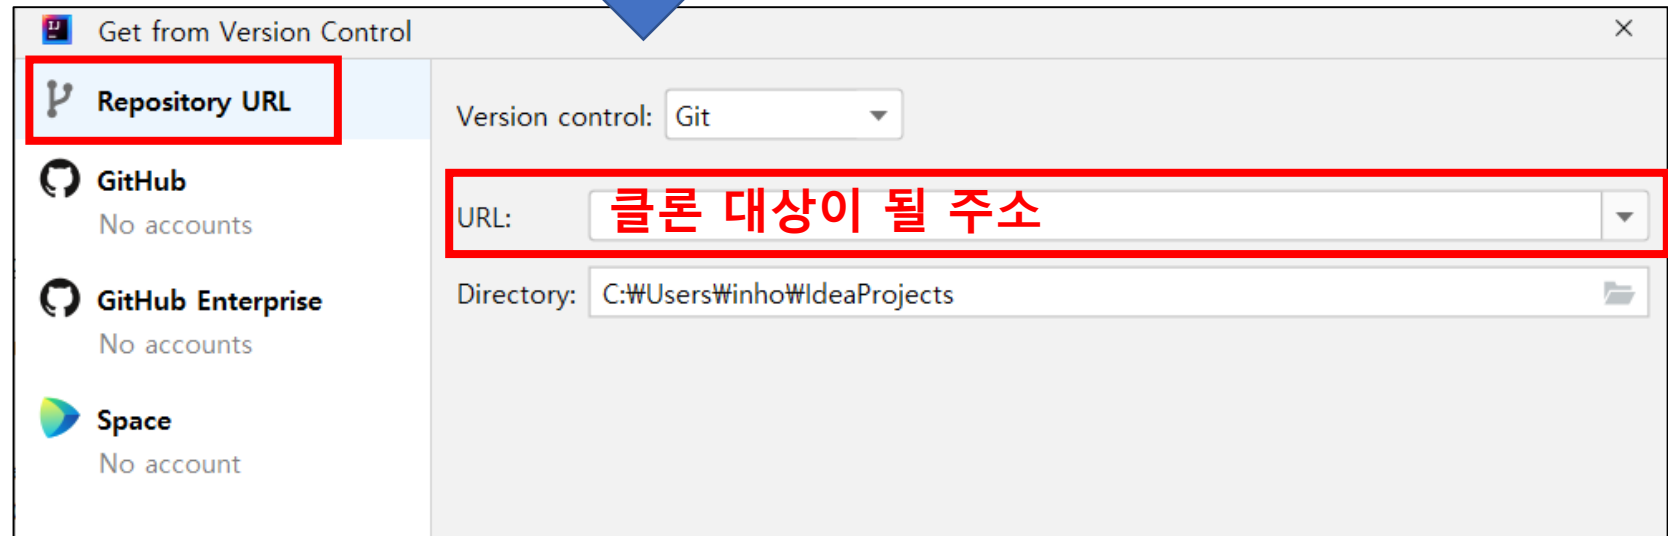 Get from Version Control
Repository URL
Version control: Git
GitHub
No accounts
URL: 클론 대상이 될 주소
GitHub Enterprise
Directory: C:₩Users₩inho₩IdeaProjects
No accounts
Space
No account